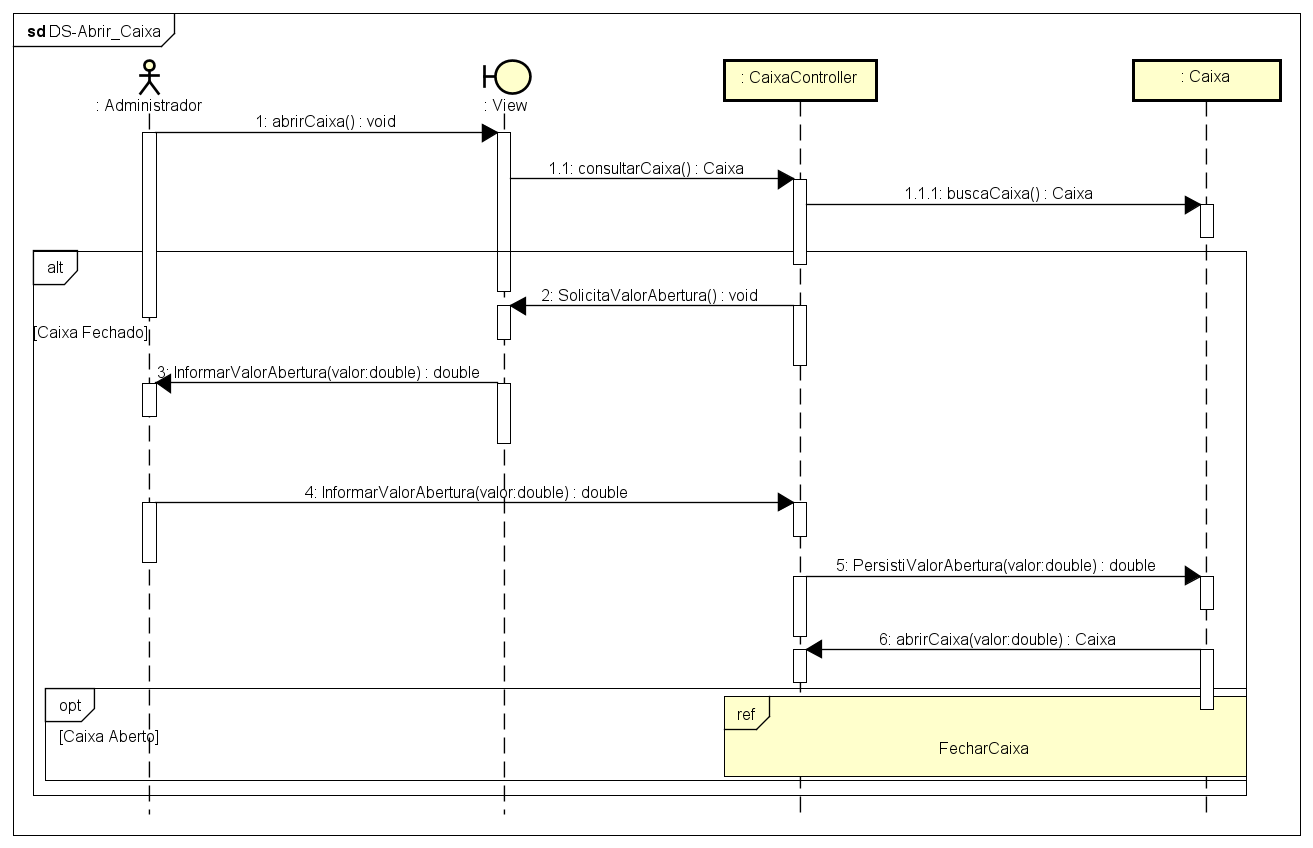 sd DS-Abrir_Caixa
: Administrador
: View
: CaixaController
: Caixa
1: abrirCaixa() : void
1.1: consultarCaixa() : Caixa
1.1.1: buscaCaixa() : Caixa
alt
2: SolicitaValorAbertura() : void
[Caixa Fechado]
3: InformarValorAbertura(valor:double) : double
4: InformarValorAbertura(valor:double) : double
5: PersistiValorAbertura(valor:double) : double
6: abrirCaixa(valor:double) : Caixa
opt
ref
[Caixa Aberto]
FecharCaixa